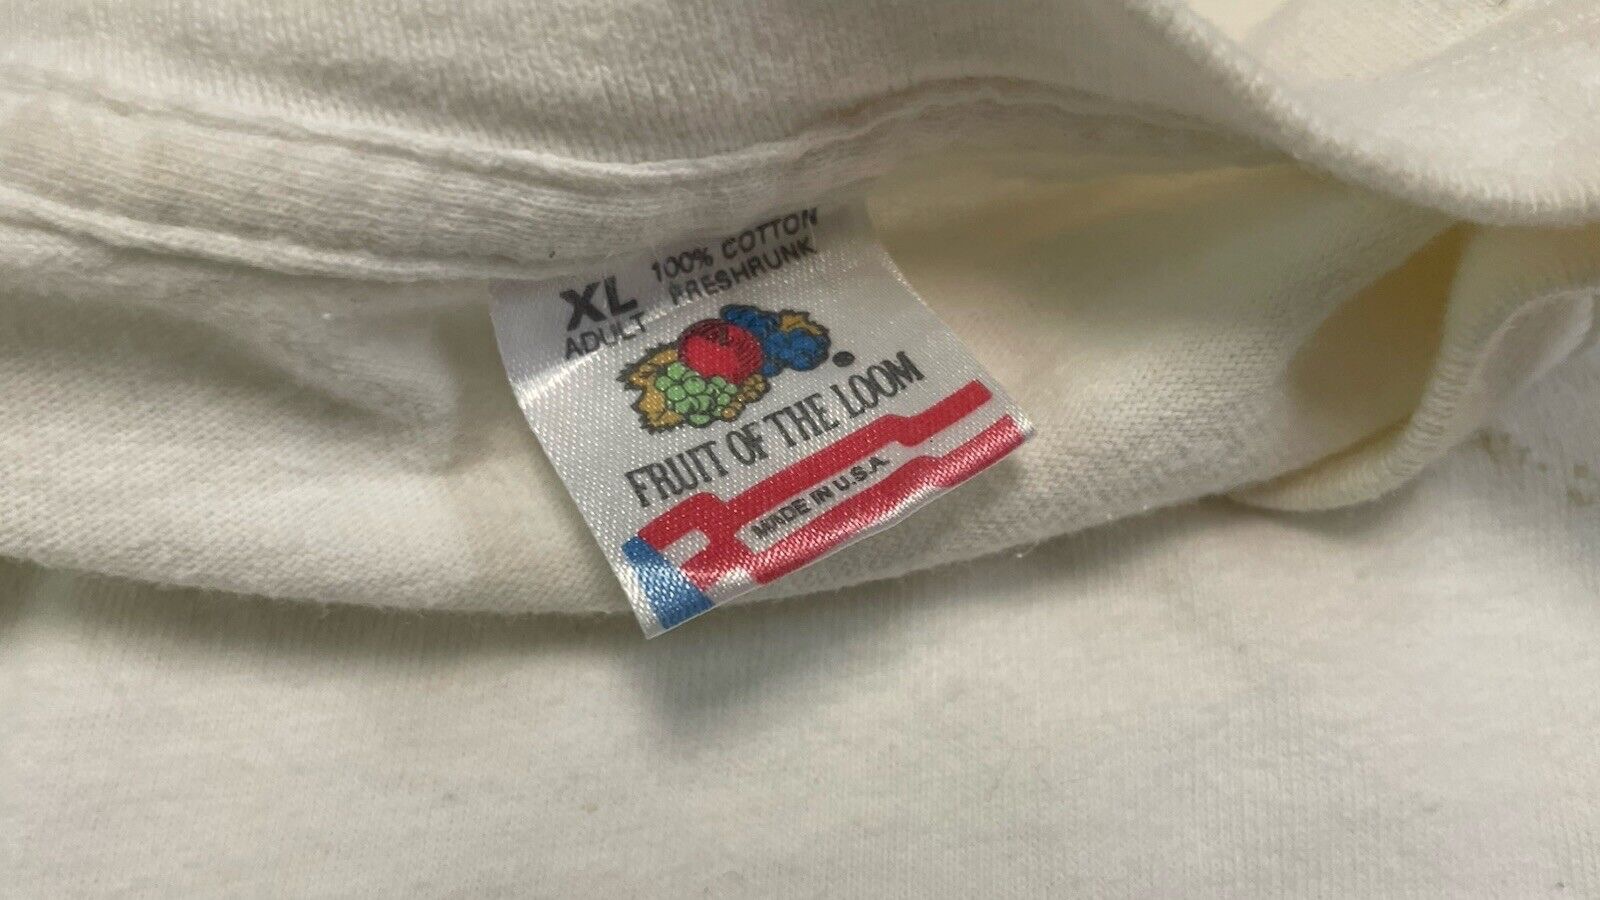 100% COTTON
XL PRESHRUNK
ADULT
FRUIT OF THE LOOM
MADE IN U.S.A.